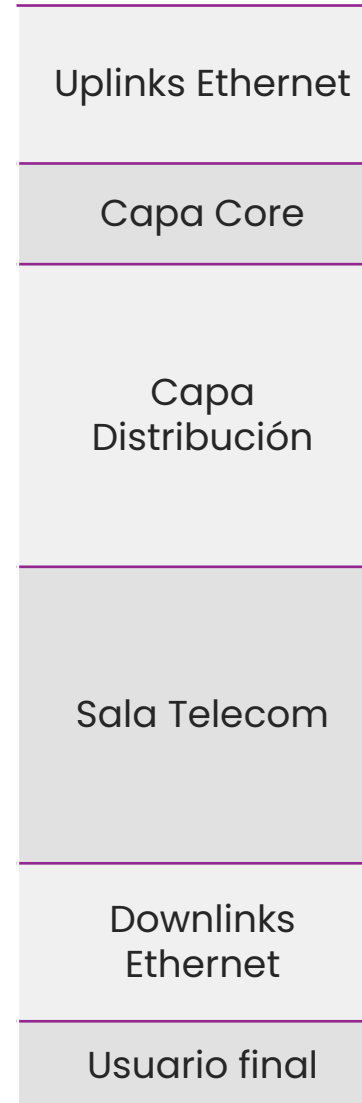 Uplinks Ethernet
Capa Core
Capa
Distribución
Sala Telecom
Downlinks
Ethernet
Usuario final